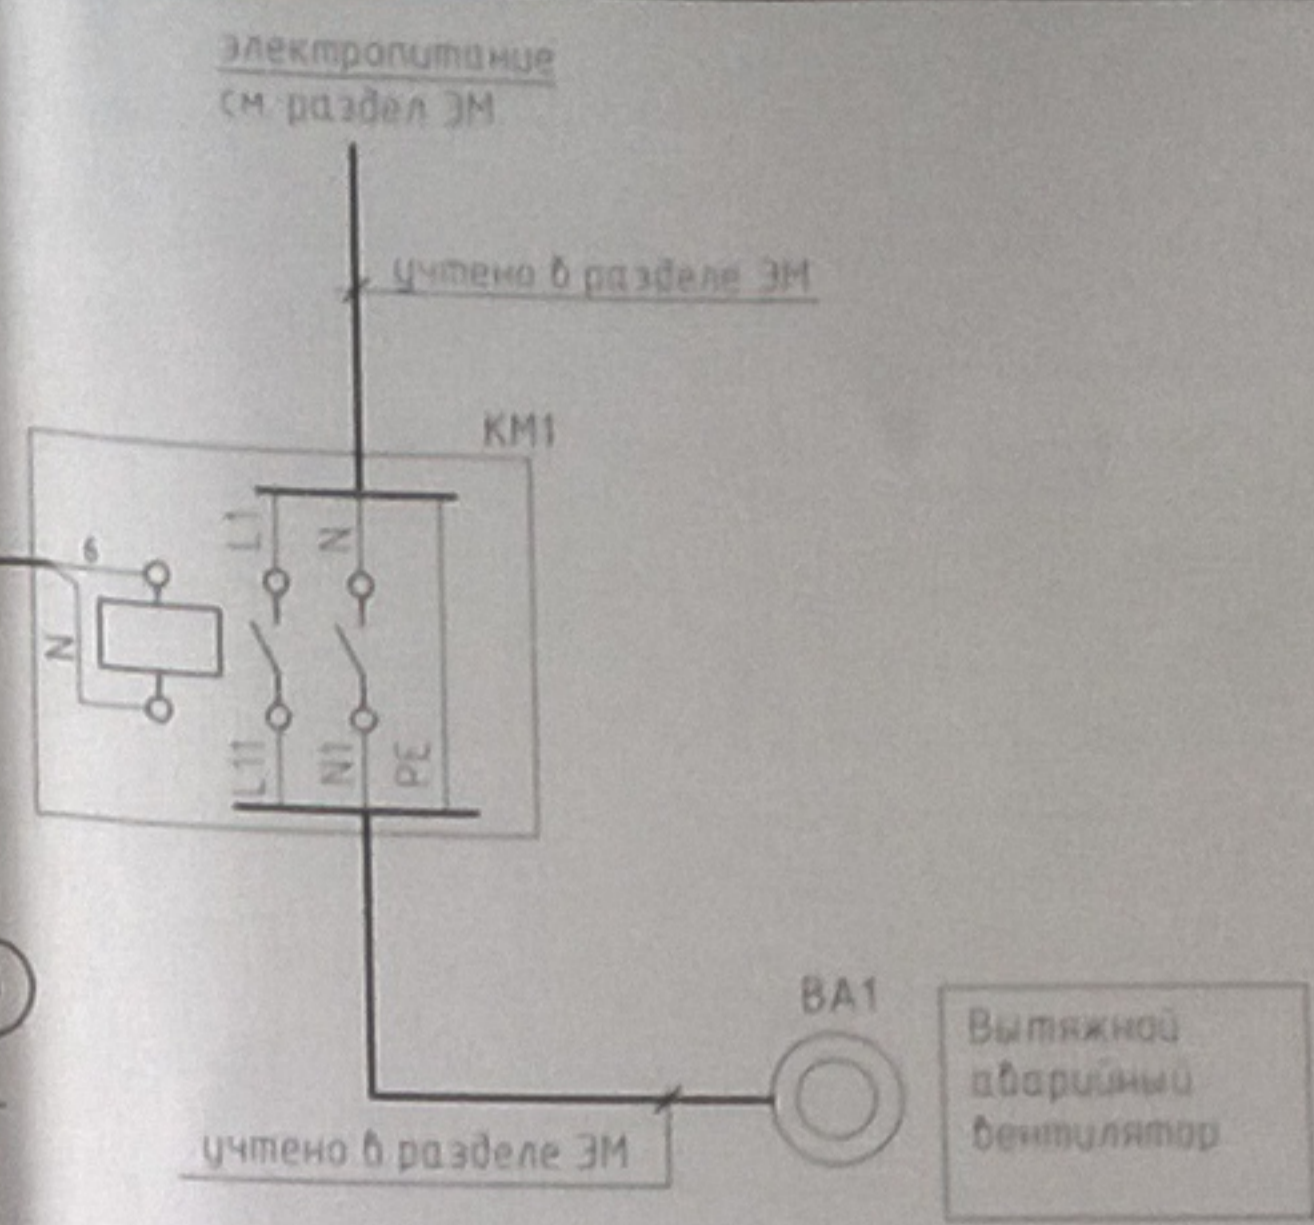 электропитание
см. раздел ЭМ
учтено в разделе ЭМ
КМ1
L1
N
6
N
L11
N1
PE
ВА1
Вытяжной
аварийный
вентилятор
учтено в разделе ЭМ